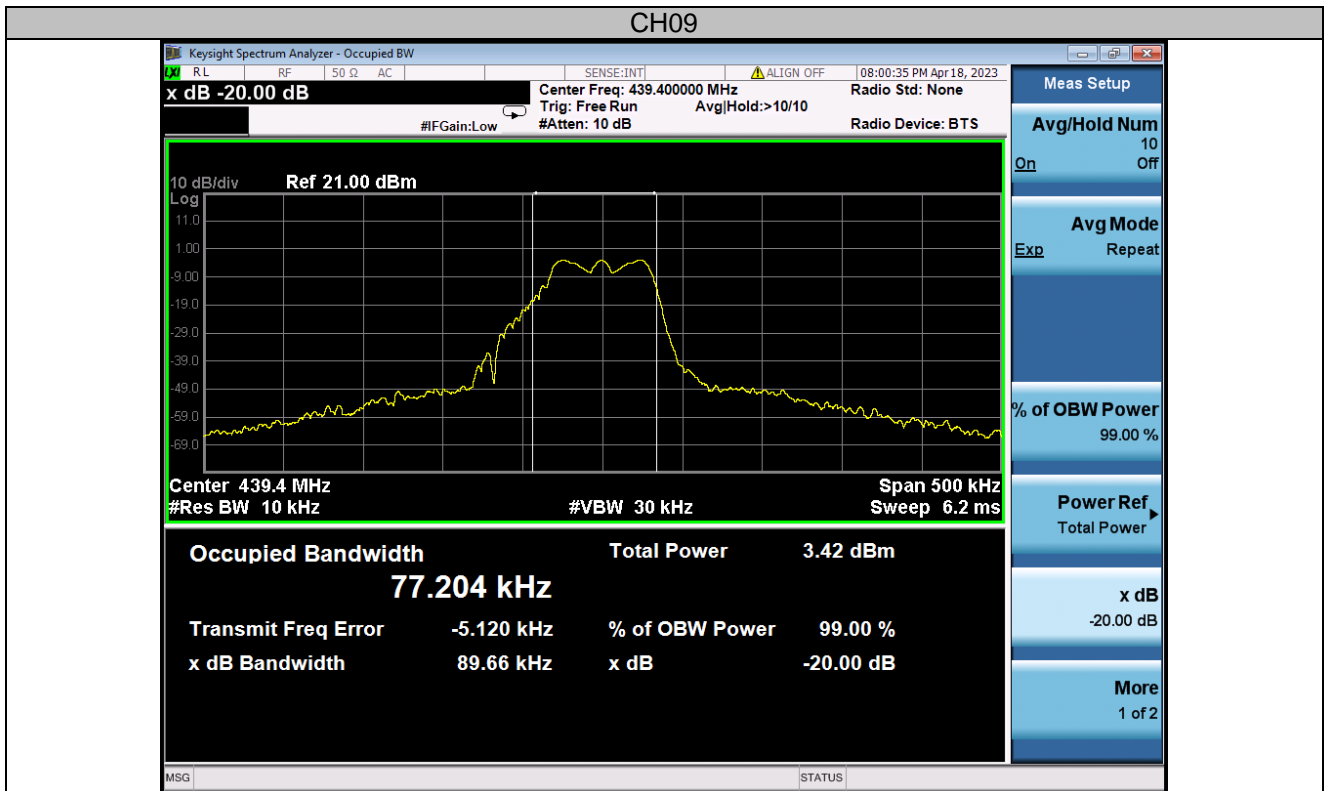 CH09
Keysight Spectrum Analyzer - Occupied BW
LXI RL RF 50 Ω AC SENSE:INT ALIGN OFF 08:00:35 PM Apr 18, 2023
x dB -20.00 dB
Center Freq: 439.400000 MHz
Radio Std: None
Trig: Free Run
Avg|Hold:>10/10
#IFGain:Low
#Atten: 10 dB
Radio Device: BTS
10 dB/div
Ref 21.00 dBm
Log
11.0
1.00
-9.00
-19.0
-29.0
-39.0
-49.0
-59.0
-69.0
Center 439.4 MHz
Span 500 kHz
#Res BW 10 kHz
#VBW 30 kHz
Sweep 6.2 ms
Occupied Bandwidth
77.204 kHz
Total Power 3.42 dBm
Transmit Freq Error -5.120 kHz
% of OBW Power 99.00 %
x dB Bandwidth 89.66 kHz
x dB -20.00 dB
Meas Setup
Avg/Hold Num
10
On Off
Avg Mode
Exp Repeat
% of OBW Power
99.00 %
Power Ref
Total Power
x dB
-20.00 dB
More
1 of 2
MSG
STATUS